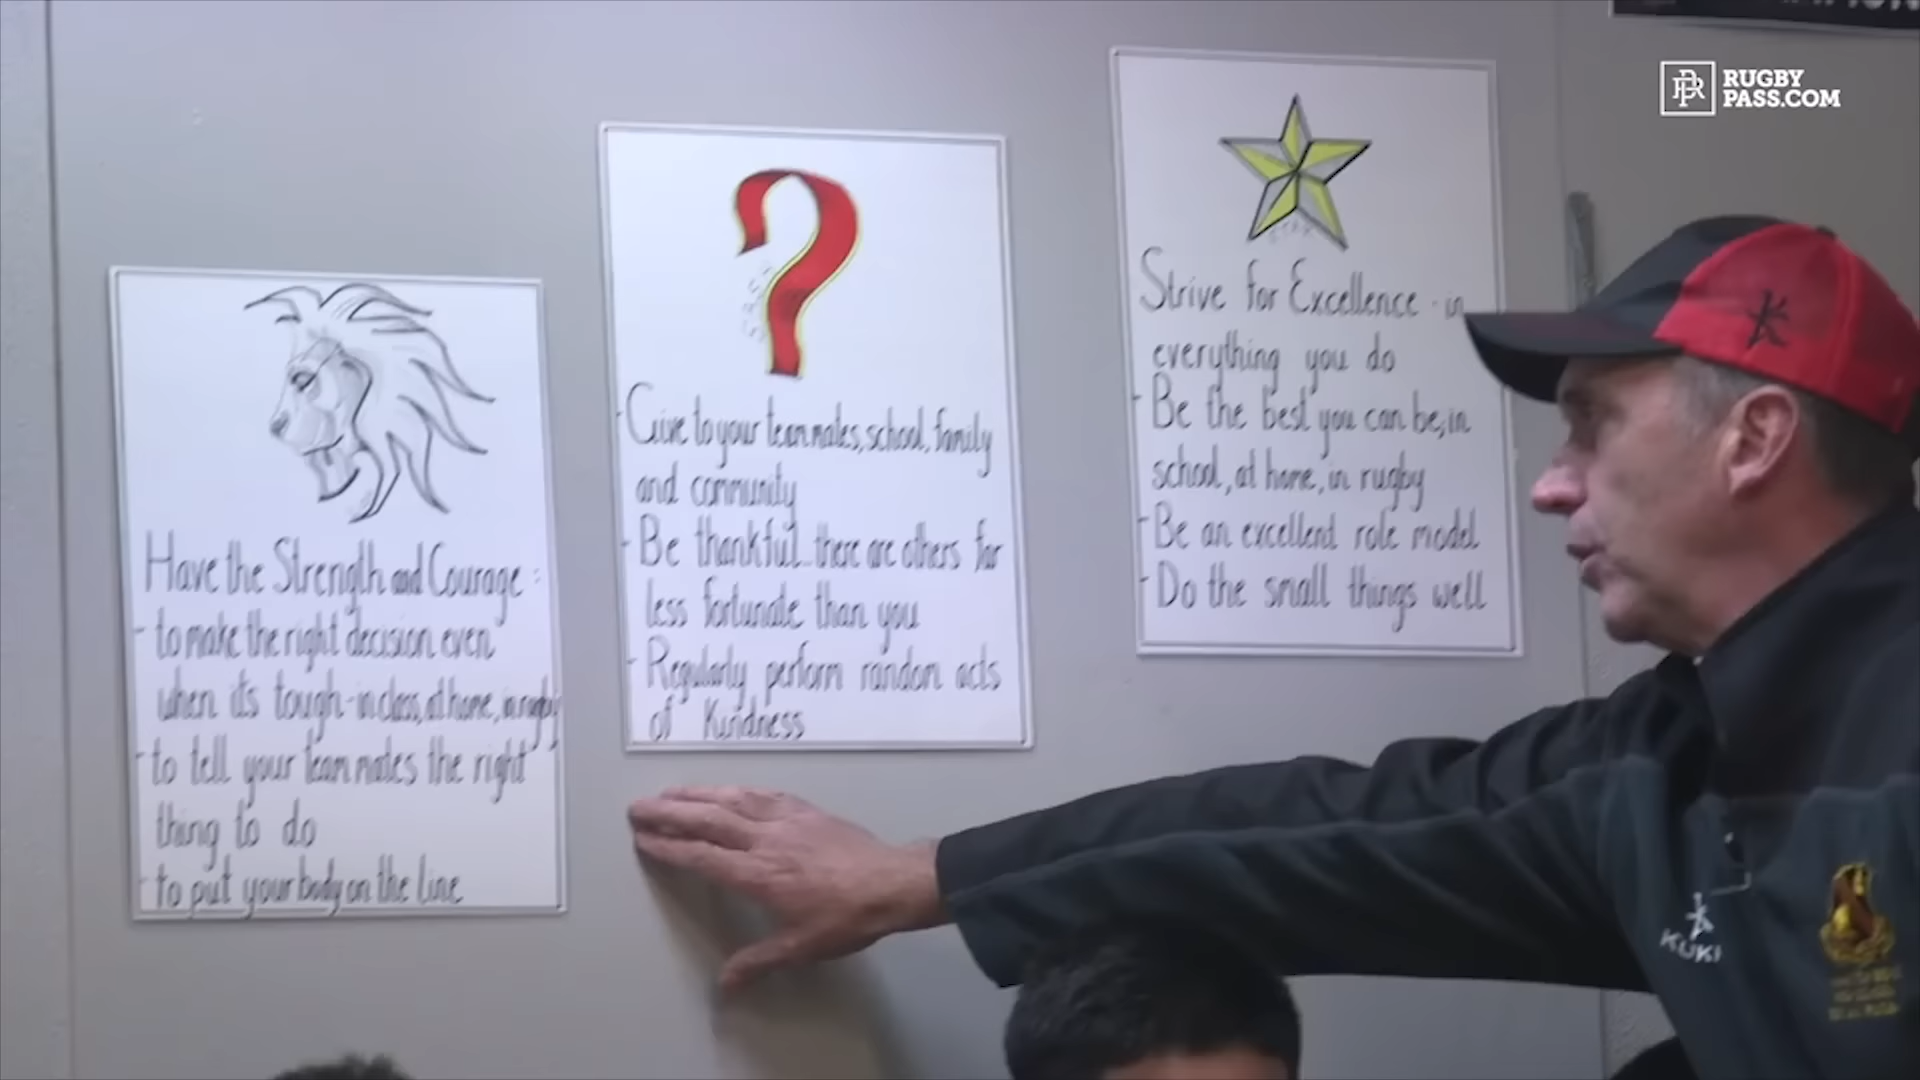 RUGBY
PASS.COM
Have the Strength and Courage:
- to make the right decision even
when its tough - in class, at home, in rugby
- to tell your team mates the right
thing to do
- to put your body on the line
- Give to your team mates, school, family
and community
- Be thankful... there are others far
less fortunate than you
- Regularly perform random acts
of Kindness
STAR
Strive for Excellence - in
everything you do
- Be the best you can be, in
school, at home, in rugby
- Be an excellent role model
- Do the small things well
KUKI